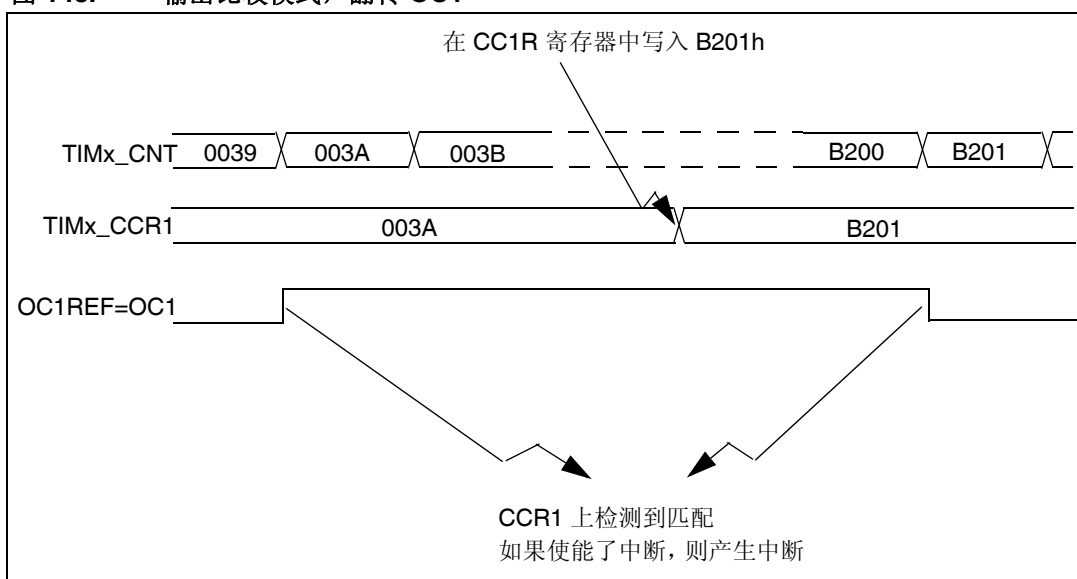 在 CC1R 寄存器中写入 B201h
TIMx_CNT 0039 003A 003B B200 B201
TIMx_CCR1 003A B201
OC1REF=OC1
CCR1 上检测到匹配
如果使能了中断，则产生中断